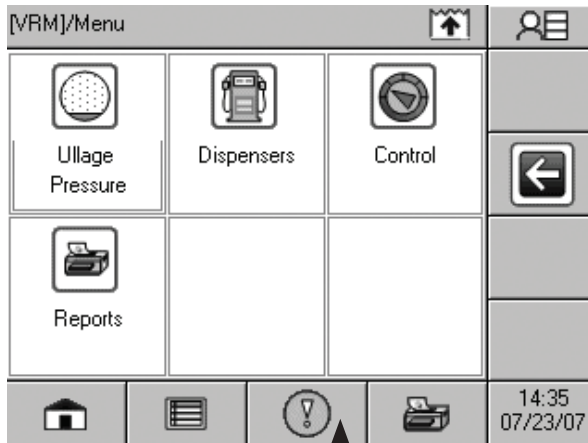 [VRM]/Menu
Ullage
Pressure
Dispensers
Control
Reports
14:35
07/23/07